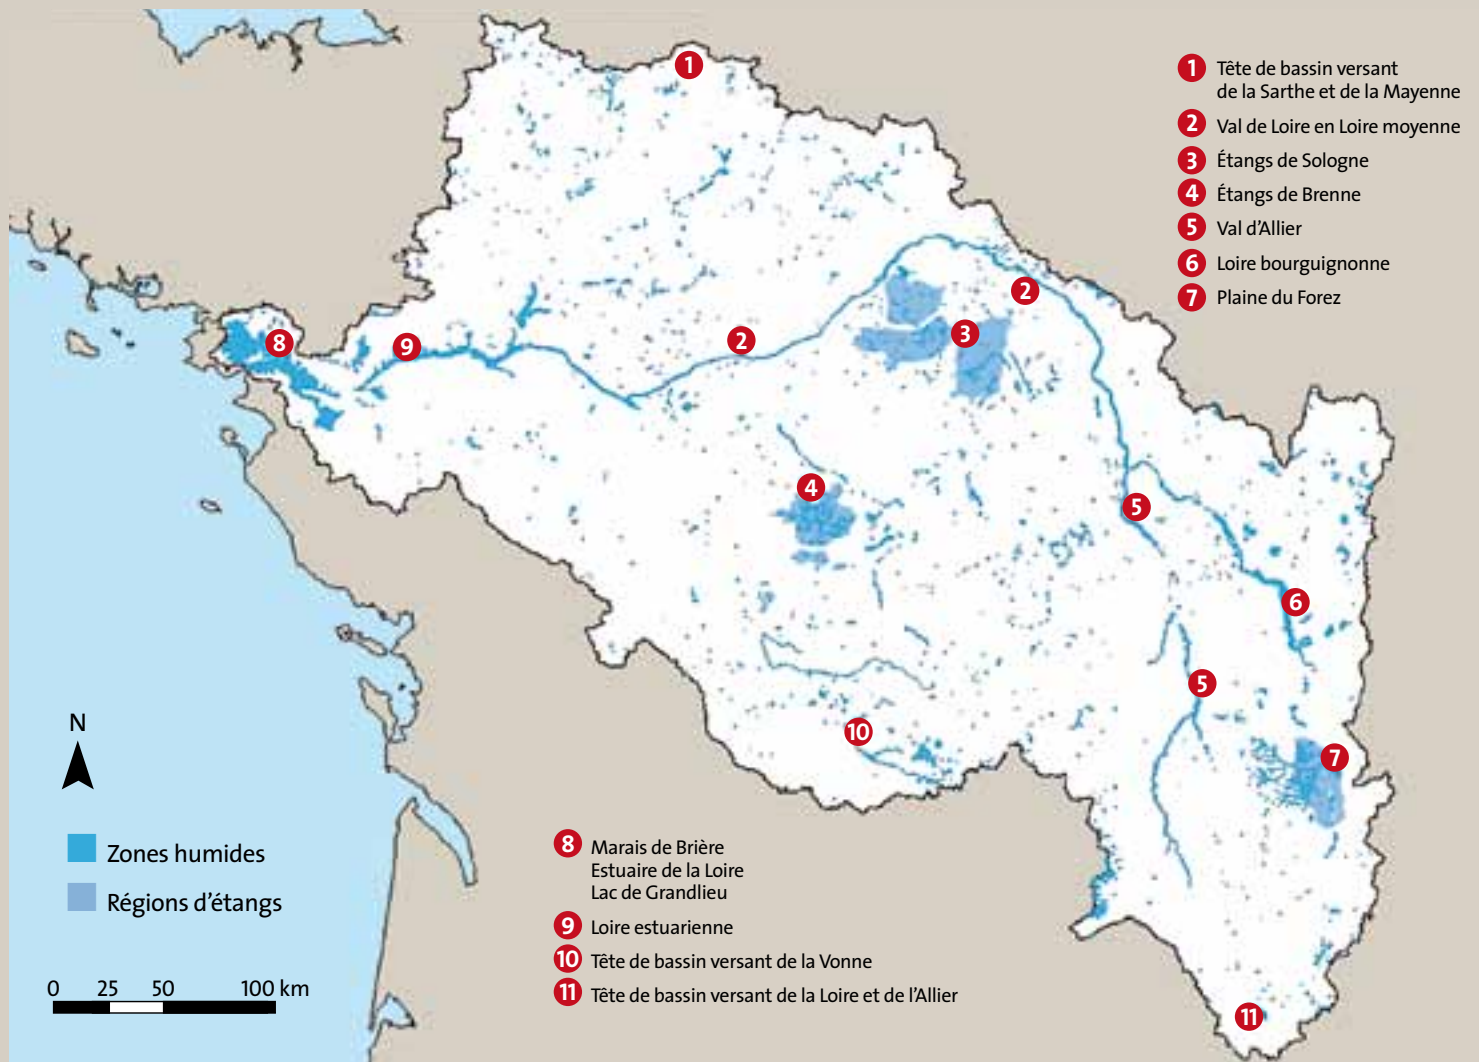 1 Tête de bassin versant
de la Sarthe et de la Mayenne
2 Val de Loire en Loire moyenne
3 Étangs de Sologne
4 Étangs de Brenne
5 Val d’Allier
6 Loire bourguignonne
7 Plaine du Forez
1
2
3
2
8
9
4
5
6
5
10
7
11
N
Zones humides
Régions d’étangs
0 25 50 100 km
8 Marais de Brière
Estuaire de la Loire
Lac de Grandlieu
9 Loire estuarienne
10 Tête de bassin versant de la Vonne
11 Tête de bassin versant de la Loire et de l’Allier